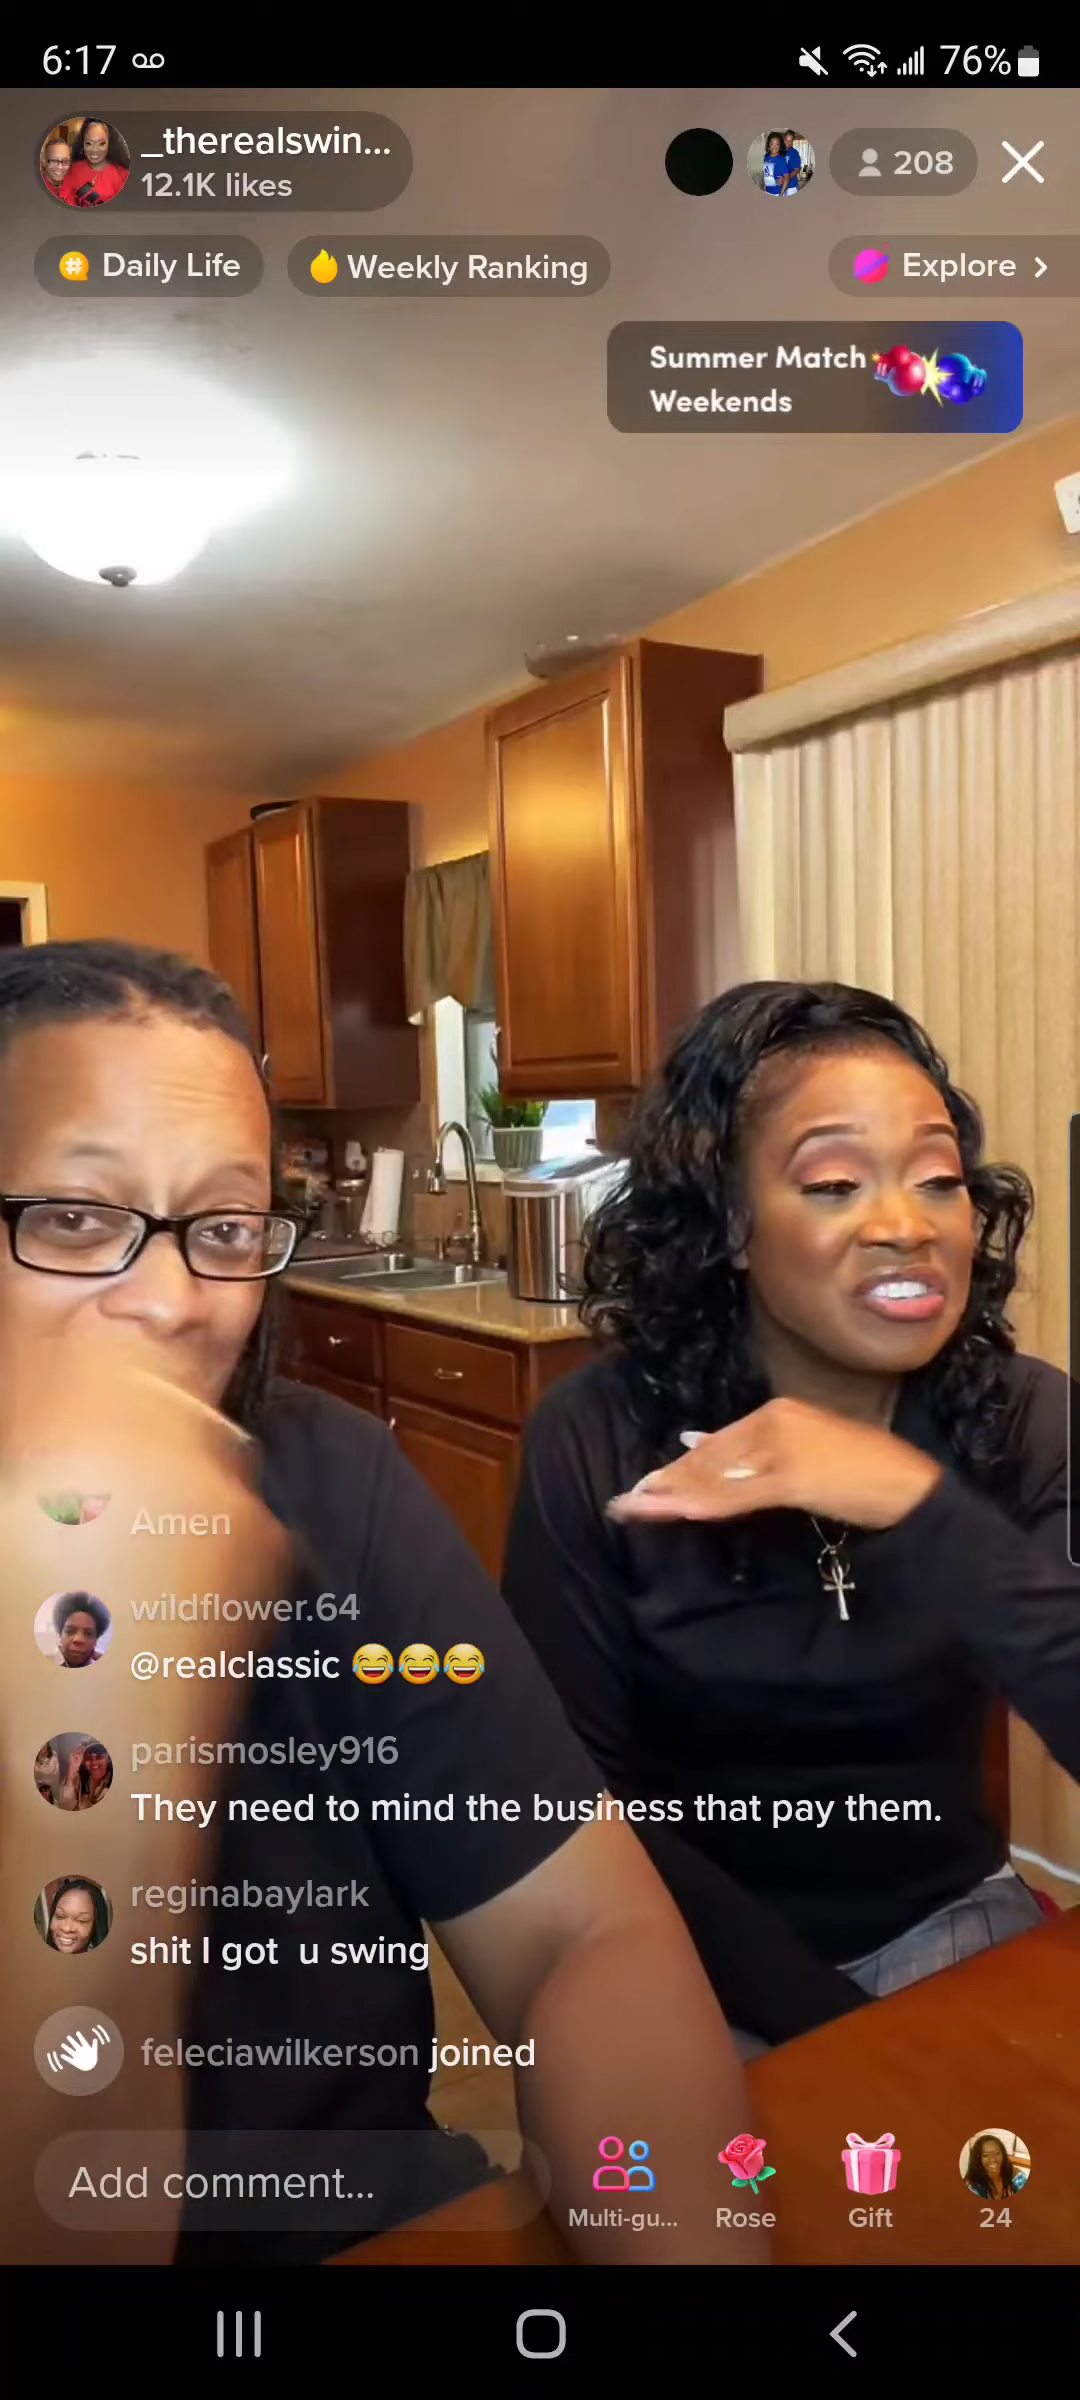 6:17
76%
_therealswin...
12.1K likes
208
Daily Life
Weekly Ranking
Explore >
Summer Match
Weekends
Amen
wildflower.64
@realclassic 😂😂😂
parismosley916
They need to mind the business that pay them.
reginabaylark
shit I got u swing
feleciawilkerson joined
Add comment...
Multi-gu...
Rose
Gift
24